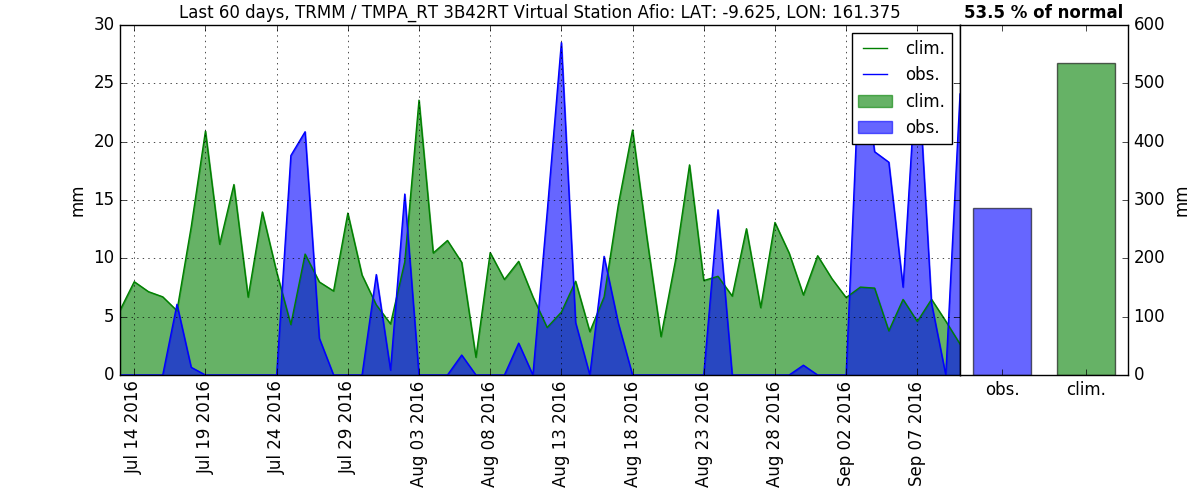 Last 60 days, TRMM / TMPA_RT 3B42RT Virtual Station Afio: LAT: -9.625, LON: 161.375
53.5 % of normal
30
25
20
15
10
5
0
mm
clim.
obs.
clim.
obs.
600
500
400
300
200
100
0
mm
obs.
clim.
Jul 14 2016
Jul 19 2016
Jul 24 2016
Jul 29 2016
Aug 03 2016
Aug 08 2016
Aug 13 2016
Aug 18 2016
Aug 23 2016
Aug 28 2016
Sep 02 2016
Sep 07 2016